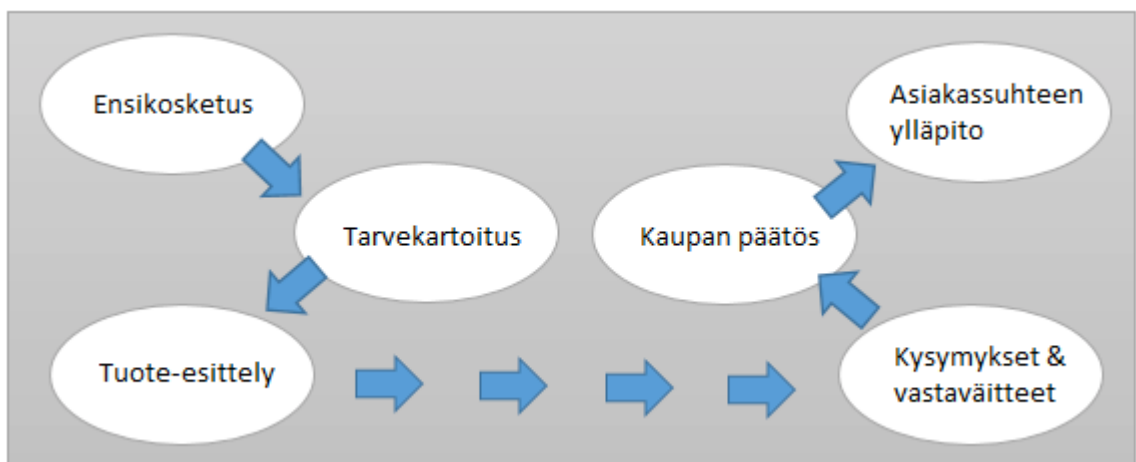 Ensikosketus
Tarvekartoitus
Tuote-esittely
Kysymykset &
vastaväitteet
Kaupan päätös
Asiakassuhteen
ylläpito